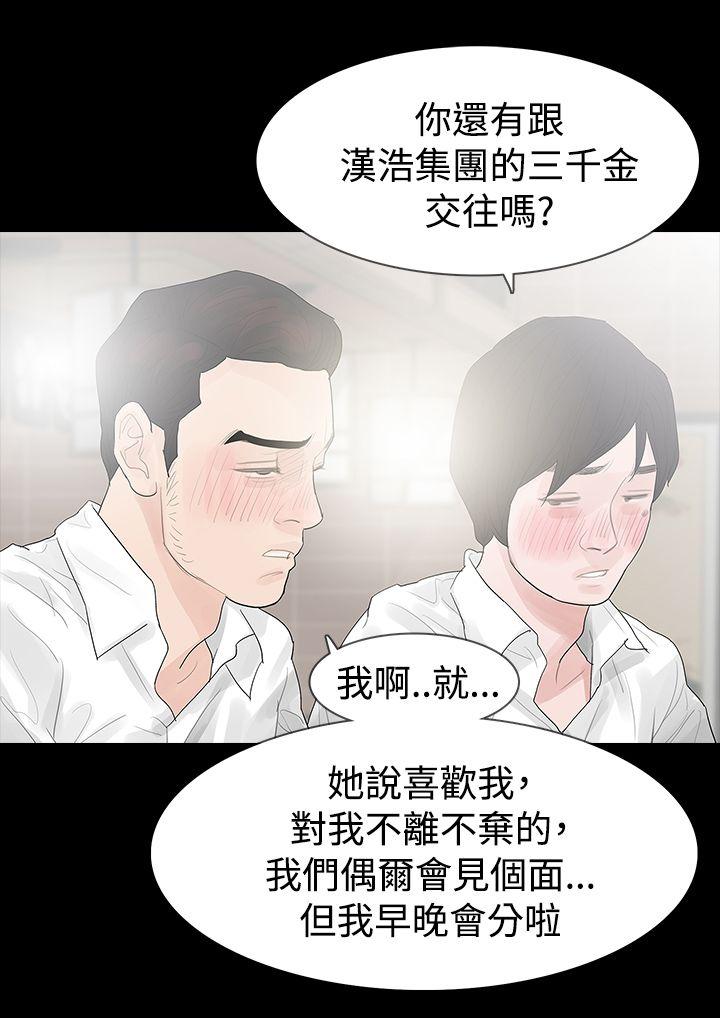 你還有跟
漢浩集團的三千金
交往嗎?
我啊..就...
她說喜歡我,
對我不離不棄的,
我們偶爾會見個面...
但我早晚會分啦